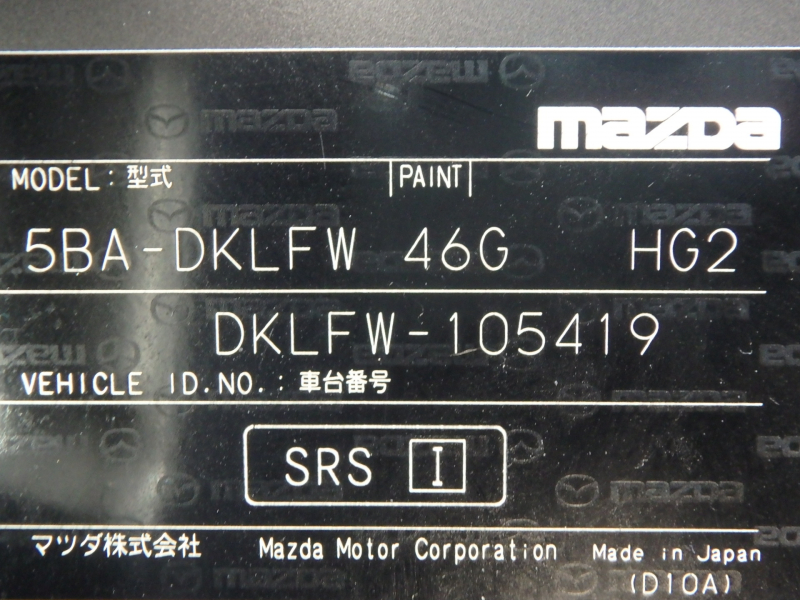 mazda
MODEL: 型式 PAINT
5BA-DKLFW 46G HG2
DKLFW-105419
VEHICLE ID.NO.: 車台番号
SRS I
マツダ株式会社 Mazda Motor Corporation Made in Japan
(D10A)